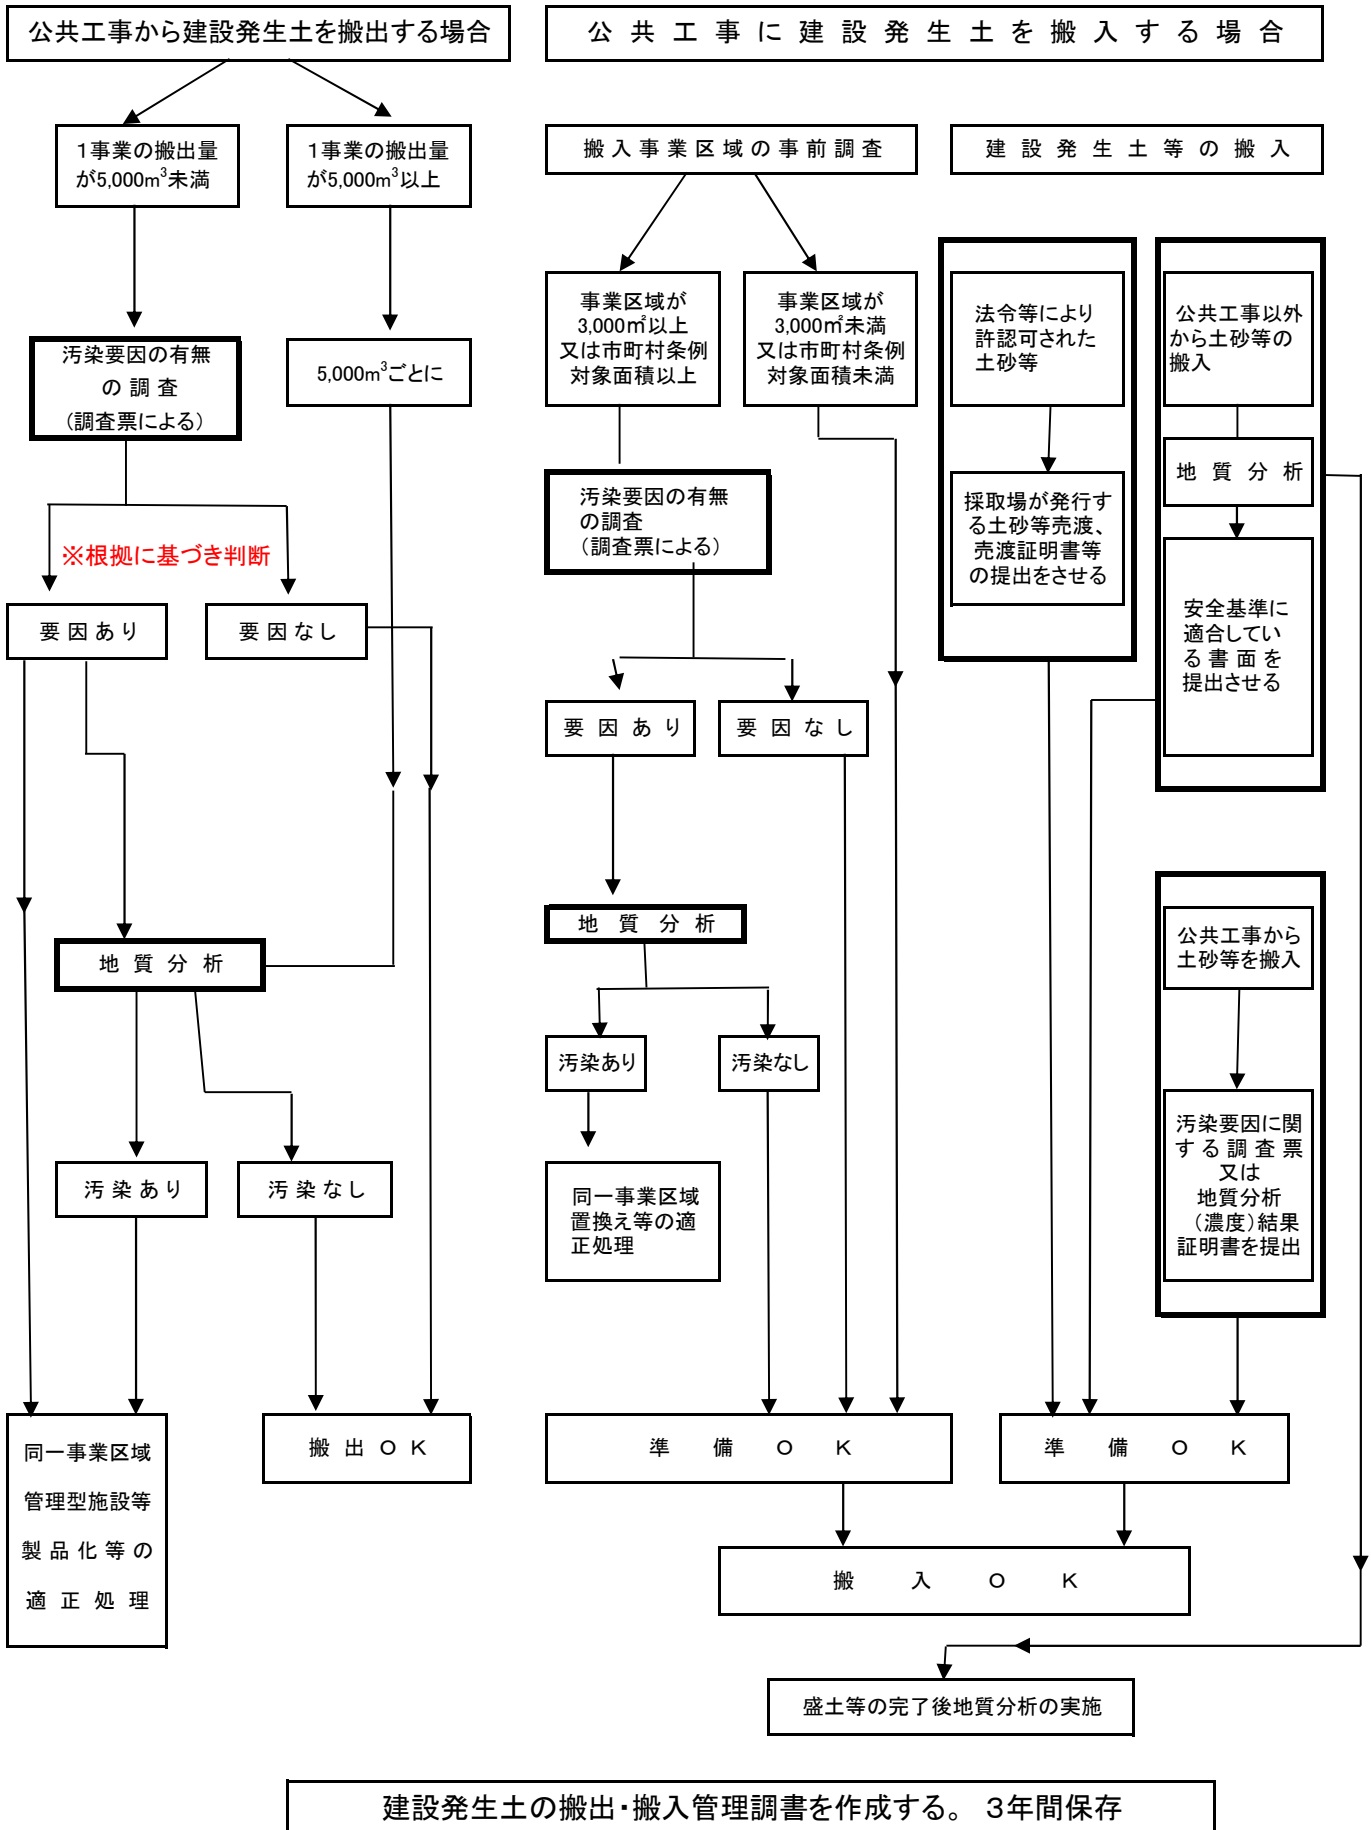 公共工事から建設発生土を搬出する場合
公共工事に建設発生土を搬入する場合
1事業の搬出量
が5,000m³未満
1事業の搬出量
が5,000m³以上
搬入事業区域の事前調査
建設発生土等の搬入
汚染要因の有無
の調査
(調査票による)
5,000m³ごとに
事業区域が
3,000㎡以上
又は市町村条例
対象面積以上
事業区域が
3,000㎡未満
又は市町村条例
対象面積未満
法令等により
許認可された
土砂等
公共工事以外
から土砂等の
搬入
地質分析
汚染要因の有無
の調査
(調査票による)
採取場が発行す
る土砂等売渡、
売渡証明書等
の提出をさせる
※根拠に基づき判断
要因あり
要因なし
安全基準に
適合してい
る書面を
提出させる
要因あり
要因なし
地質分析
地質分析
公共工事から
土砂等を搬入
汚染あり
汚染なし
汚染要因に関
する調査票
又は
地質分析
(濃度)結果
証明書を提出
汚染あり
汚染なし
同一事業区域
置換え等の適
正処理
同一事業区域
管理型施設等
製品化等の
適正処理
搬出OK
準備OK
準備OK
搬入OK
盛土等の完了後地質分析の実施
建設発生土の搬出・搬入管理調書を作成する。 3年間保存